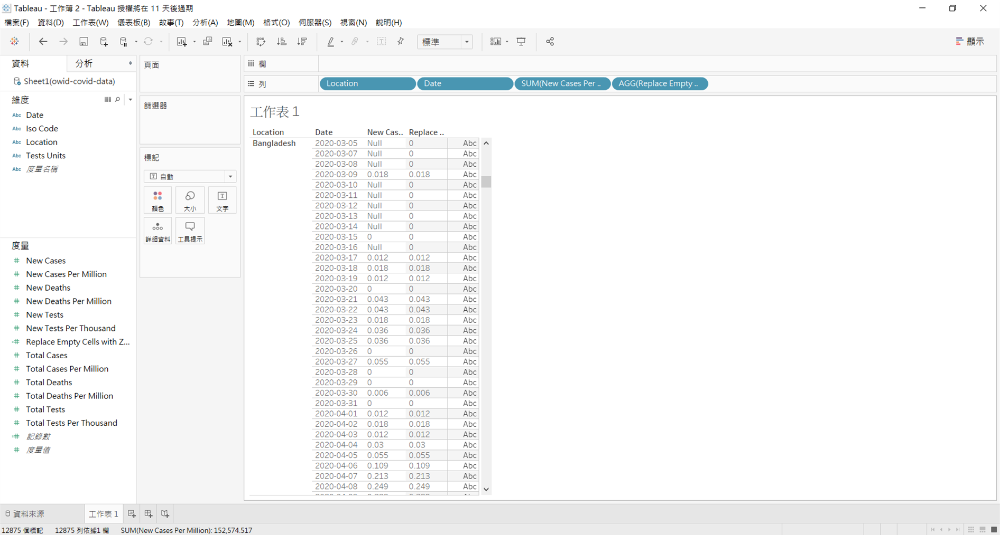 Tableau - 工作簿 2 - Tableau 授權將在 11 天後過期
檔案(F) 資料(D) 工作表(W) 儀表板(B) 故事(T) 分析(A) 地圖(M) 格式(O) 伺服器(S) 視窗(N) 說明(H)
標準
顯示
資料 分析
Sheet1(owid-covid-data)
維度
Abc Date
Abc Iso Code
Abc Location
Abc Tests Units
Abc 度量名稱
度量
New Cases
New Cases Per Million
New Deaths
New Deaths Per Million
New Tests
New Tests Per Thousand
Replace Empty Cells with Z...
Total Cases
Total Cases Per Million
Total Deaths
Total Deaths Per Million
Total Tests
Total Tests Per Thousand
記錄數
度量值
頁面
篩選器
標記
自動
顏色 大小 文字
詳細資料 工具提示
欄
列 Location Date SUM(New Cases Per .. AGG(Replace Empty ..
工作表 1
Location Date New Cas.. Replace ..
Bangladesh 2020-03-05 Null 0 Abc
2020-03-07 Null 0 Abc
2020-03-08 Null 0 Abc
2020-03-09 0.018 0.018 Abc
2020-03-10 Null 0 Abc
2020-03-11 Null 0 Abc
2020-03-12 Null 0 Abc
2020-03-13 Null 0 Abc
2020-03-14 Null 0 Abc
2020-03-15 0 0 Abc
2020-03-16 Null 0 Abc
2020-03-17 0.012 0.012 Abc
2020-03-18 0.018 0.018 Abc
2020-03-19 0.012 0.012 Abc
2020-03-20 0 0 Abc
2020-03-21 0.043 0.043 Abc
2020-03-22 0.043 0.043 Abc
2020-03-23 0.018 0.018 Abc
2020-03-24 0.036 0.036 Abc
2020-03-25 0.036 0.036 Abc
2020-03-26 0 0 Abc
2020-03-27 0.055 0.055 Abc
2020-03-28 0 0 Abc
2020-03-29 0 0 Abc
2020-03-30 0.006 0.006 Abc
2020-03-31 0 0 Abc
2020-04-01 0.012 0.012 Abc
2020-04-02 0.018 0.018 Abc
2020-04-03 0.012 0.012 Abc
2020-04-04 0.03 0.03 Abc
2020-04-05 0.055 0.055 Abc
2020-04-06 0.109 0.109 Abc
2020-04-07 0.213 0.213 Abc
2020-04-08 0.249 0.249 Abc
資料來源 工作表 1
12875 個標記 12875 列依據1 欄 SUM(New Cases Per Million): 152,574.517